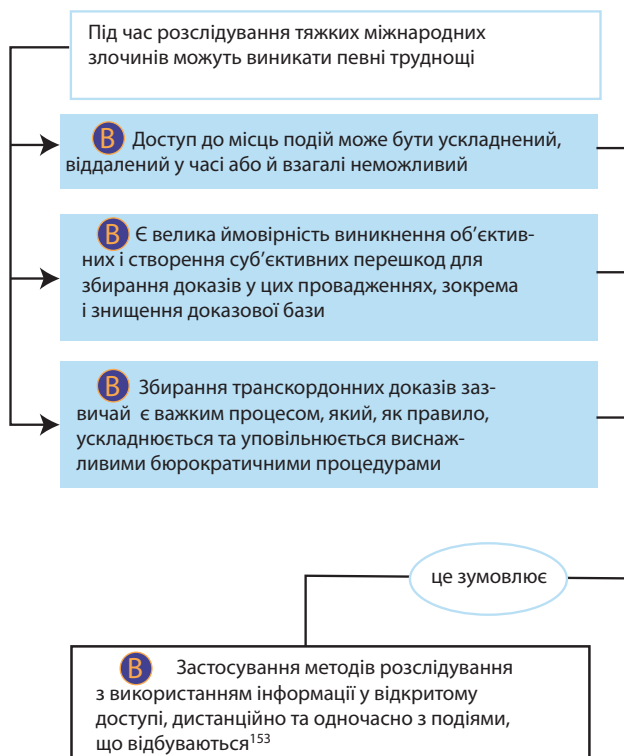 Під час розслідування тяжких міжнародних
злочинів можуть виникати певні труднощі
В Доступ до місць подій може бути ускладнений,
віддалений у часі або й взагалі неможливий
В Є велика ймовірність виникнення об’єктив-
них і створення суб’єктивних перешкод для
збирання доказів у цих провадженнях, зокрема
і знищення доказової бази
В Збирання транскордонних доказів заз-
вичай є важким процесом, який, як правило,
ускладнюється та уповільнюється виснаж-
ливими бюрократичними процедурами
це зумовлює
В Застосування методів розслідування
з використанням інформації у відкритому
доступі, дистанційно та одночасно з подіями,
що відбуваються¹⁵³